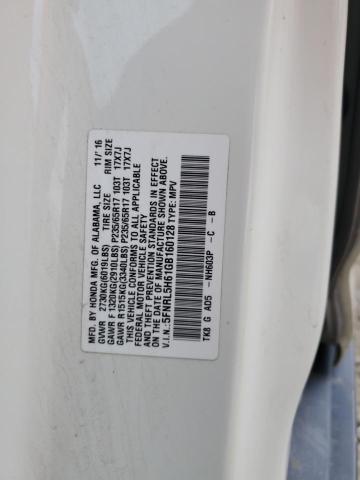 MFD. BY HONDA MFG. OF ALABAMA, LLC 11/'16
GVWR 2730KG(6019LBS) TIRE SIZE RIM SIZE
GAWR F 1320KG(2910LBS) P235/65R17 103T 17X7J
GAWR R1515KG(3340LBS) P235/65R17 103T 17X7J
THIS VEHICLE CONFORMS TO ALL APPLICABLE
FEDERAL MOTOR VEHICLE SAFETY
AND THEFT PREVENTION STANDARDS IN EFFECT
ON THE DATE OF MANUFACTURE SHOWN ABOVE.
V.I.N.: 5FNRL5H61GB160128 TYPE: MPV
TK8 G AD5 -NH603P -C -B